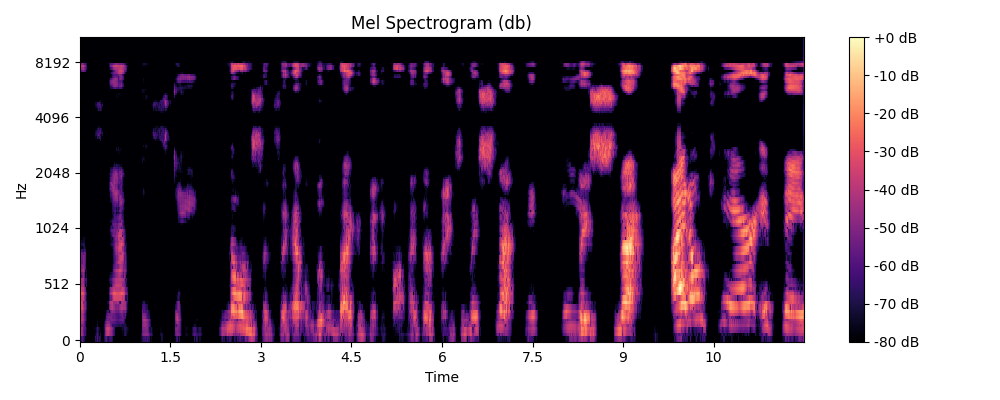 Mel Spectrogram (db)
8192
4096
2048
1024
512
0
Hz
0 1.5 3 4.5 6 7.5 9 10
Time
+0 dB
-10 dB
-20 dB
-30 dB
-40 dB
-50 dB
-60 dB
-70 dB
-80 dB